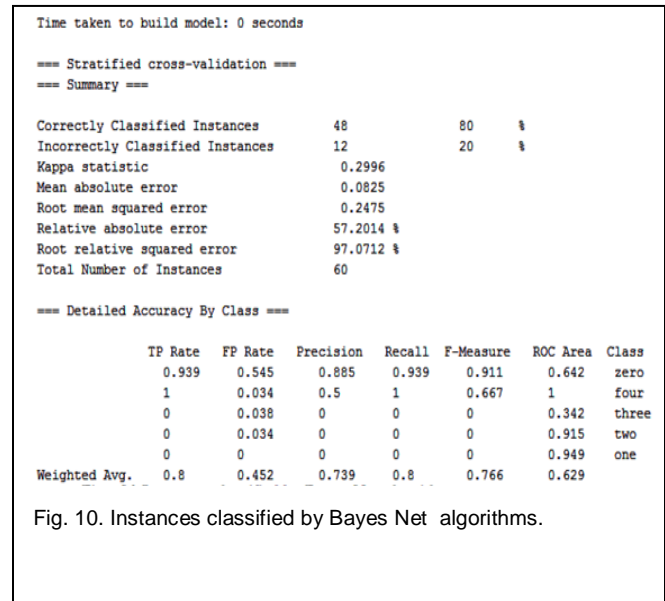 Time taken to build model: 0 seconds
=== Stratified cross-validation ===
=== Summary ===
Correctly Classified Instances 48 80 %
Incorrectly Classified Instances 12 20 %
Kappa statistic 0.2996
Mean absolute error 0.0825
Root mean squared error 0.2475
Relative absolute error 57.2014 %
Root relative squared error 97.0712 %
Total Number of Instances 60
=== Detailed Accuracy By Class ===
TP Rate FP Rate Precision Recall F-Measure ROC Area Class
0.939 0.545 0.885 0.939 0.911 0.642 zero
1 0.034 0.5 1 0.667 1 four
0 0.038 0 0 0 0.342 three
0 0.034 0 0 0 0.915 two
0 0 0 0 0 0.949 one
Weighted Avg. 0.8 0.452 0.739 0.8 0.766 0.629
Fig. 10. Instances classified by Bayes Net algorithms.